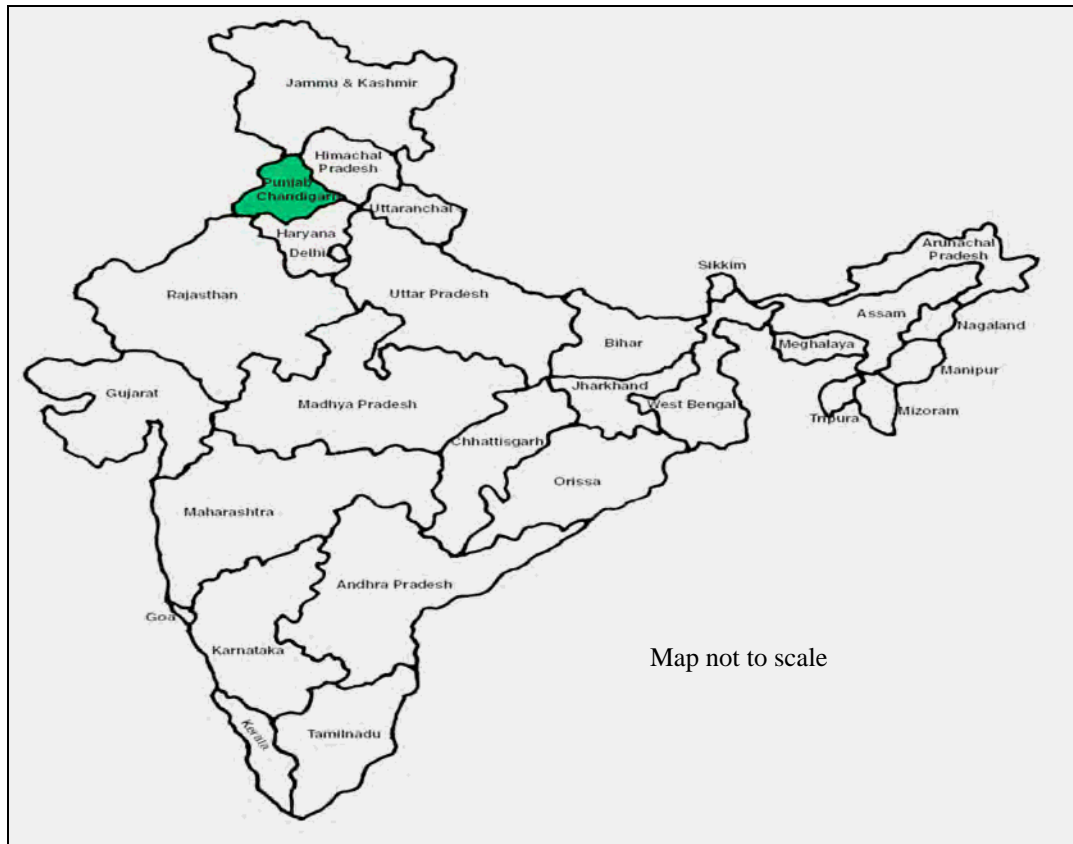 Jammu & Kashmir
Himachal
Pradesh
Punjab/
Chandigarh
Uttaranchal
Haryana
Delhi
Arunachal
Pradesh
Sikkim
Rajasthan
Uttar Pradesh
Assam
Nagaland
Bihar
Meghalaya
Manipur
Gujarat
Jharkhand
Madhya Pradesh
West Bengal
Tripura
Mizoram
Chhattisgarh
Orissa
Maharashtra
Andhra Pradesh
Goa
Karnataka
Map not to scale
Kerala
Tamilnadu